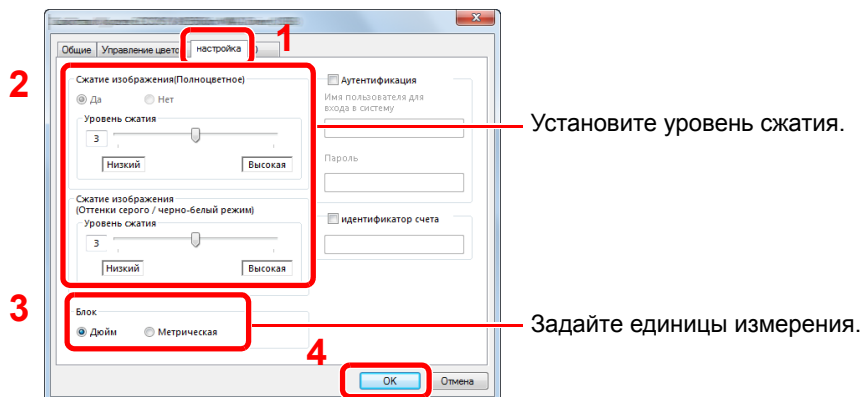 1
Общие Управление цвето настройка
2
Сжатие изображения(Полноцветное)
Аутентификация
Да Нет
Имя пользователя для
входа в систему
Уровень сжатия
3
Установите уровень сжатия.
Низкий Высокая
Пароль
Сжатие изображения
(Оттенки серого / черно-белый режим)
Уровень сжатия
идентификатор счета
3
Низкий Высокая
3
Блок
Дюйм Метрическая
Задайте единицы измерения.
4
OK Отмена